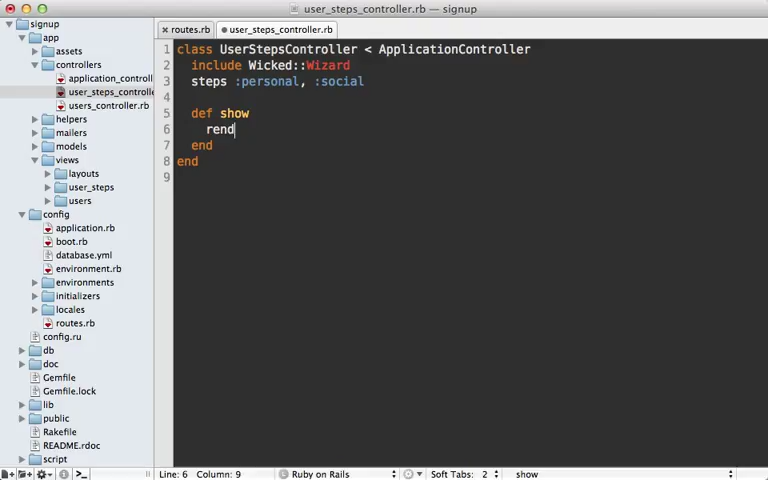 user_steps_controller.rb — signup
signup
app
assets
controllers
application_controll
user_steps_controlle
users_controller.rb
helpers
mailers
models
views
layouts
user_steps
users
config
application.rb
boot.rb
database.yml
environment.rb
environments
initializers
locales
routes.rb
config.ru
db
doc
Gemfile
Gemfile.lock
lib
public
Rakefile
README.rdoc
script
routes.rb
user_steps_controller.rb
1 class UserStepsController < ApplicationController
2 include Wicked::Wizard
3 steps :personal, :social
4
5 def show
6 rend
7 end
8 end
9
Line: 6 Column: 9
Ruby on Rails
Soft Tabs: 2
show